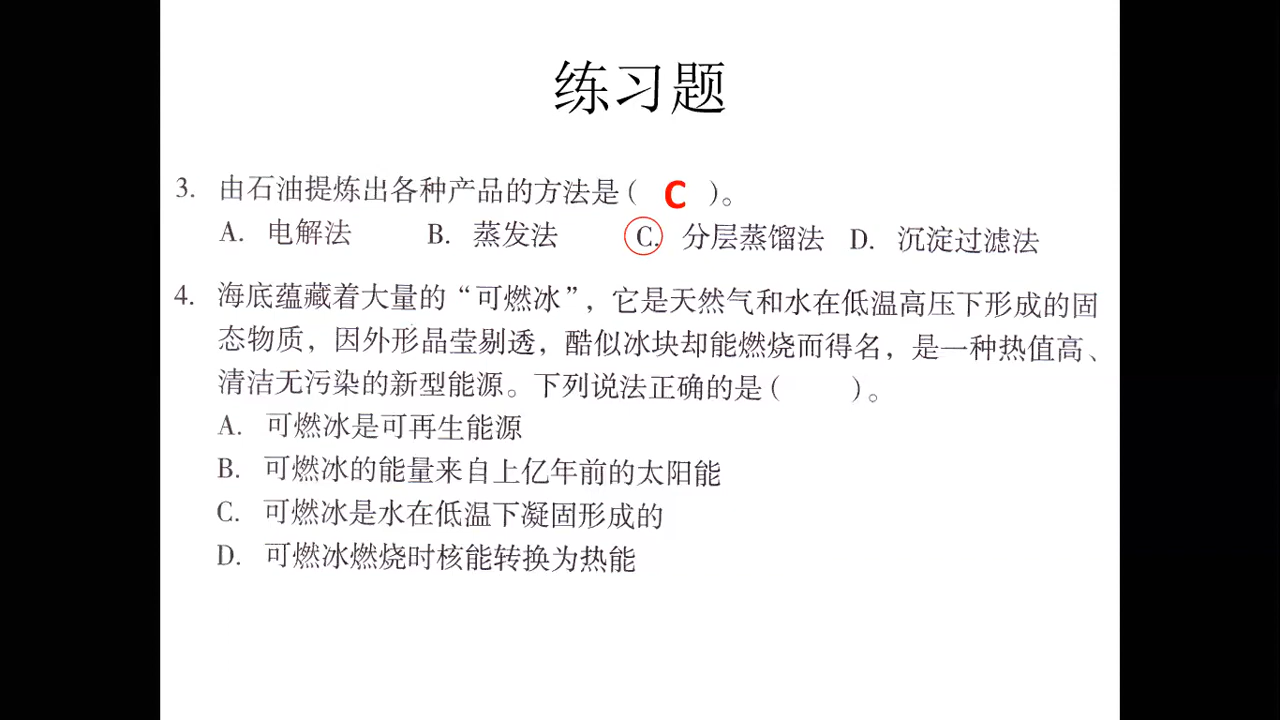 练习题
3. 由石油提炼出各种产品的方法是( C )。
A. 电解法 B. 蒸发法 C. 分层蒸馏法 D. 沉淀过滤法
4. 海底蕴藏着大量的“可燃冰”，它是天然气和水在低温高压下形成的固
态物质，因外形晶莹剔透，酷似冰块却能燃烧而得名，是一种热值高、
清洁无污染的新型能源。下列说法正确的是( )。
A. 可燃冰是可再生能源
B. 可燃冰的能量来自上亿年前的太阳能
C. 可燃冰是水在低温下凝固形成的
D. 可燃冰燃烧时核能转换为热能